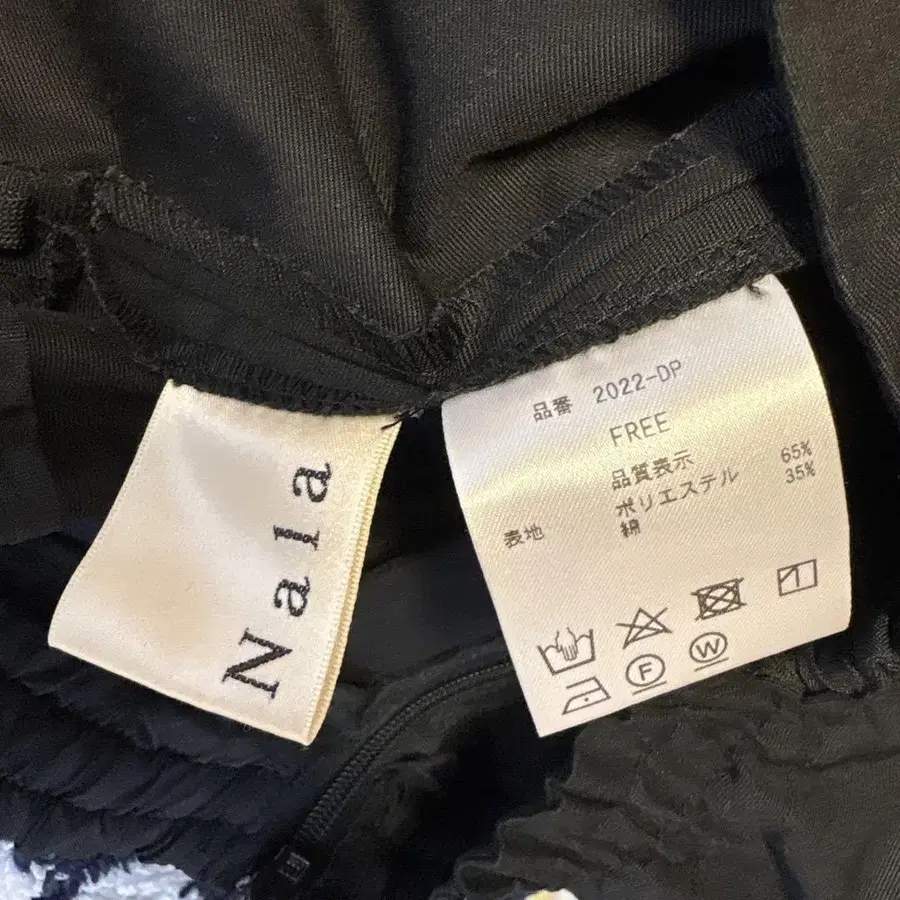 Nala
品番 2022-DP
FREE
品質表示
表地 ポリエステル 65%
綿 35%
F
W